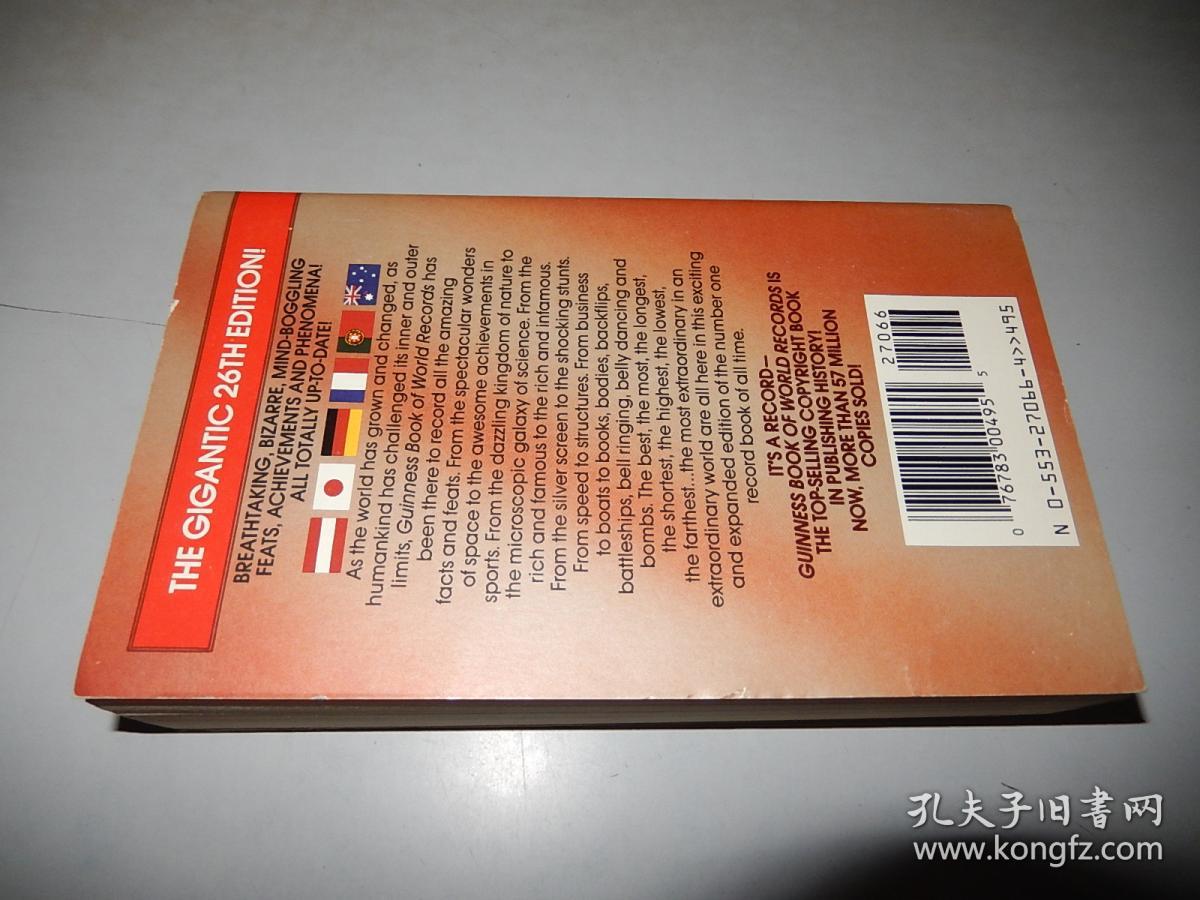 THE GIGANTIC 26TH EDITION!
BREATHTAKING, BIZARRE, MIND-BOGGLING
FEATS, ACHIEVEMENTS AND PHENOMENA!
ALL TOTALLY UP-TO-DATE!
As the world has grown and changed, as
humankind has challenged its inner and outer
limits, Guinness Book of World Records has
been there to record all the amazing
facts and feats. From the spectacular wonders
of space to the awesome achievements in
sports. From the dazzling kingdom of nature to
the microscopic galaxy of science. From the
rich and famous to the rich and infamous.
From the silver screen to the shocking stunts.
From speed to structures. From business
to boats to books, bodies, backflips,
battleships, bell ringing, belly dancing and
bombs. The best, the most, the longest,
the shortest, the highest, the lowest,
the farthest...the most extraordinary in an
extraordinary world are all here in this exciting
and expanded edition of the number one
record book of all time.
IT'S A RECORD—
GUINNESS BOOK OF WORLD RECORDS IS
THE TOP-SELLING COPYRIGHT BOOK
IN PUBLISHING HISTORY!
NOW, MORE THAN 57 MILLION
COPIES SOLD!
27066
0 76783 00495 5
N 0-553-27066-4>>495
孔夫子旧书网
www.kongfz.com